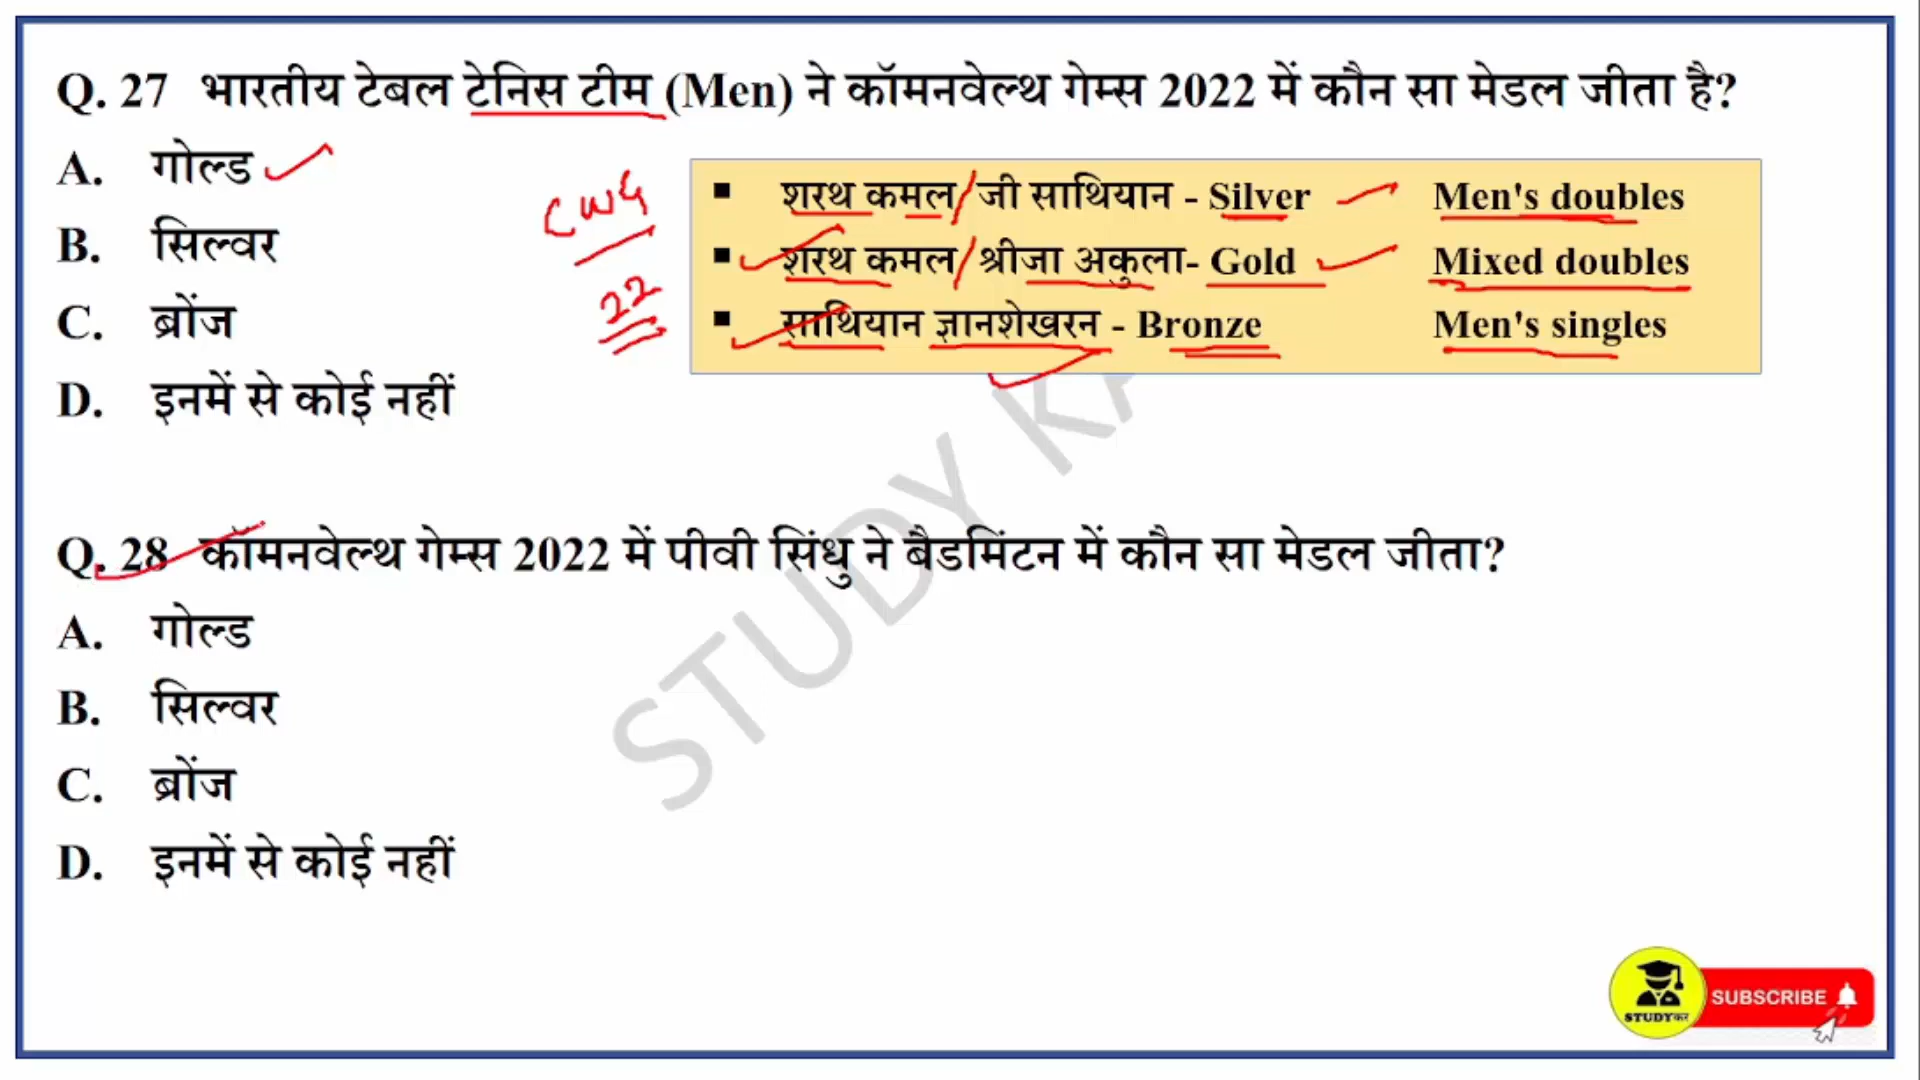 Q. 27 भारतीय टेबल टेनिस टीम (Men) ने कॉमनवेल्थ गेम्स 2022 में कौन सा मेडल जीता है?
A. गोल्ड
B. सिल्वर
C. ब्रोंज
D. इनमें से कोई नहीं
CWG
22
▪ शरथ कमल/जी साथियान - Silver Men's doubles
▪ शरथ कमल/श्रीजा अकुला- Gold Mixed doubles
▪ साथियान ज्ञानशेखरन - Bronze Men's singles
STUDY KA
Q. 28 कॉमनवेल्थ गेम्स 2022 में पीवी सिंधु ने बैडमिंटन में कौन सा मेडल जीता?
A. गोल्ड
B. सिल्वर
C. ब्रोंज
D. इनमें से कोई नहीं
STUDYकर
SUBSCRIBE